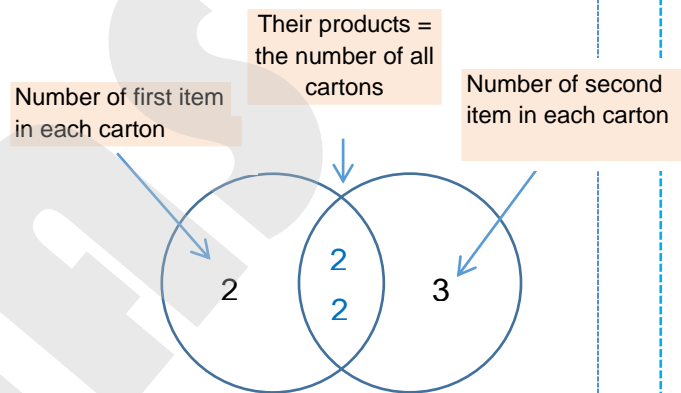 Their products =
the number of all
cartons
Number of first item
in each carton
Number of second
item in each carton
2
2
2
3